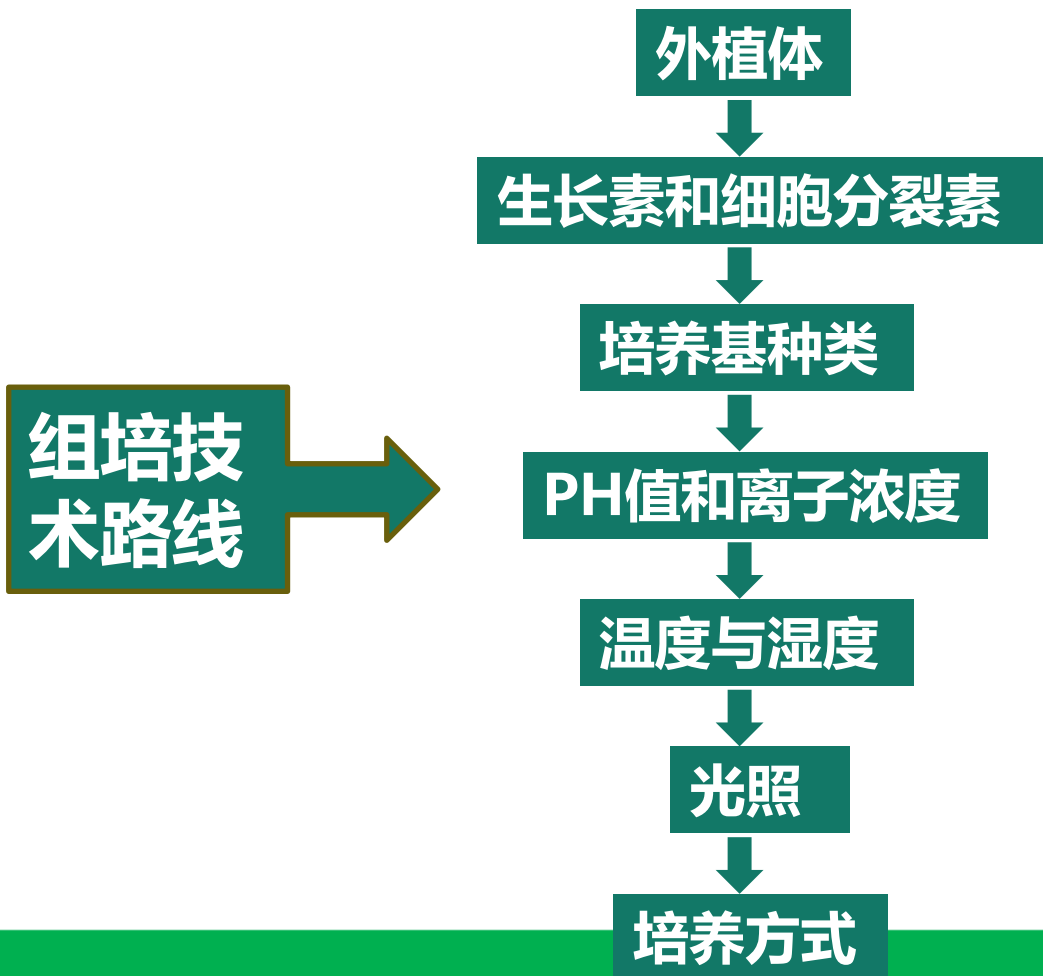 组培技
术路线
外植体
生长素和细胞分裂素
培养基种类
PH值和离子浓度
温度与湿度
光照
培养方式